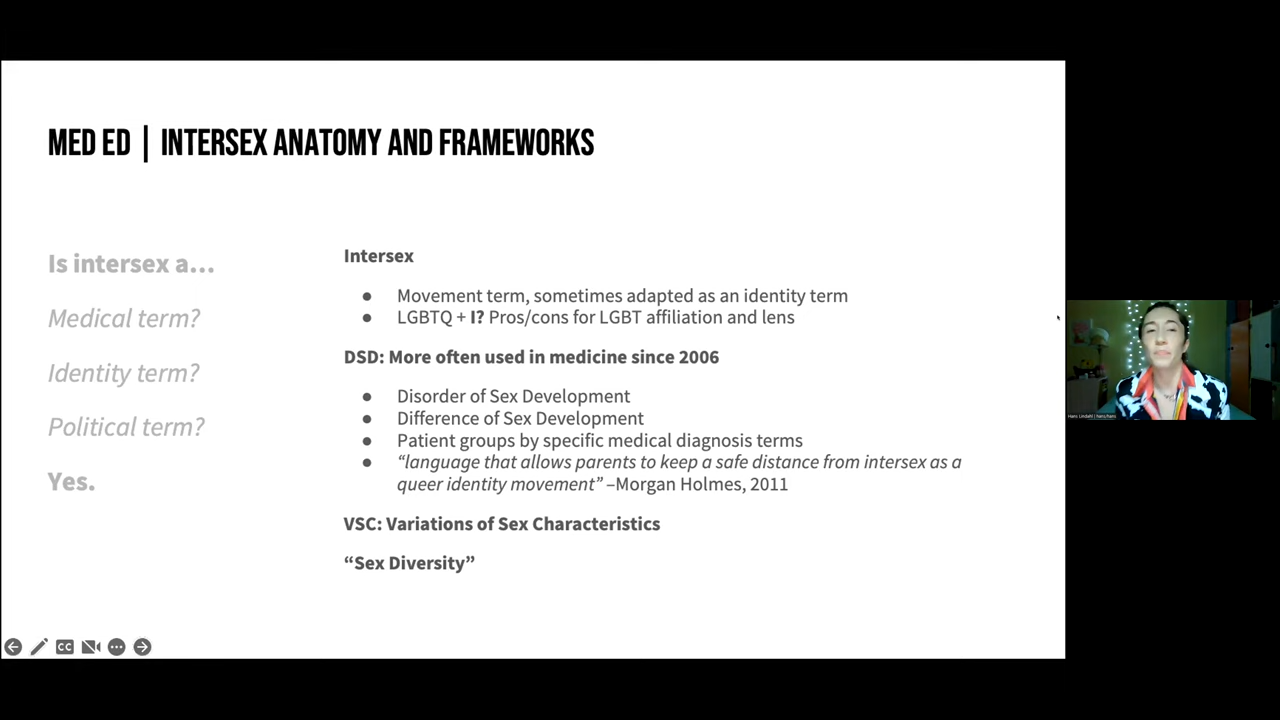 MED ED | INTERSEX ANATOMY AND FRAMEWORKS
Is intersex a...
Medical term?
Identity term?
Political term?
Yes.
Intersex
● Movement term, sometimes adapted as an identity term
● LGBTQ + I? Pros/cons for LGBT affiliation and lens
DSD: More often used in medicine since 2006
● Disorder of Sex Development
● Difference of Sex Development
● Patient groups by specific medical diagnosis terms
● “language that allows parents to keep a safe distance from intersex as a
queer identity movement” –Morgan Holmes, 2011
VSC: Variations of Sex Characteristics
“Sex Diversity”
CC
Hans Lindahl |